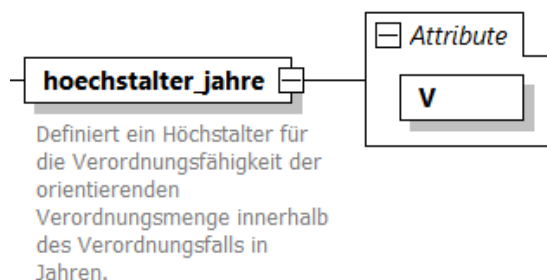 Attribute
hoechstalter_jahre
V
Definiert ein Höchstalter für
die Verordnungsfähigkeit der
orientierenden
Verordnungsmenge innerhalb
des Verordnungsfalls in
Jahren.